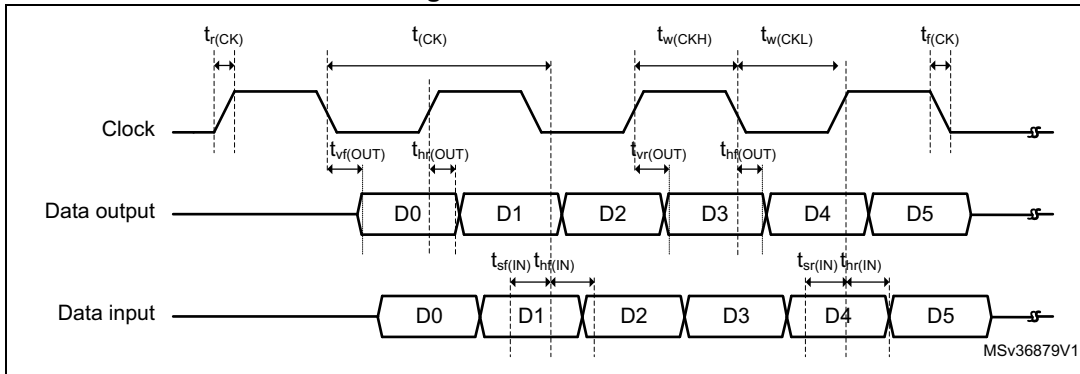 tr(CK) t(CK) tw(CKH) tw(CKL) tf(CK)
Clock
tvf(OUT) thr(OUT) tvr(OUT) thf(OUT)
Data output D0 D1 D2 D3 D4 D5
tsf(IN) thf(IN) tsr(IN) thr(IN)
Data input D0 D1 D2 D3 D4 D5
MSv36879V1